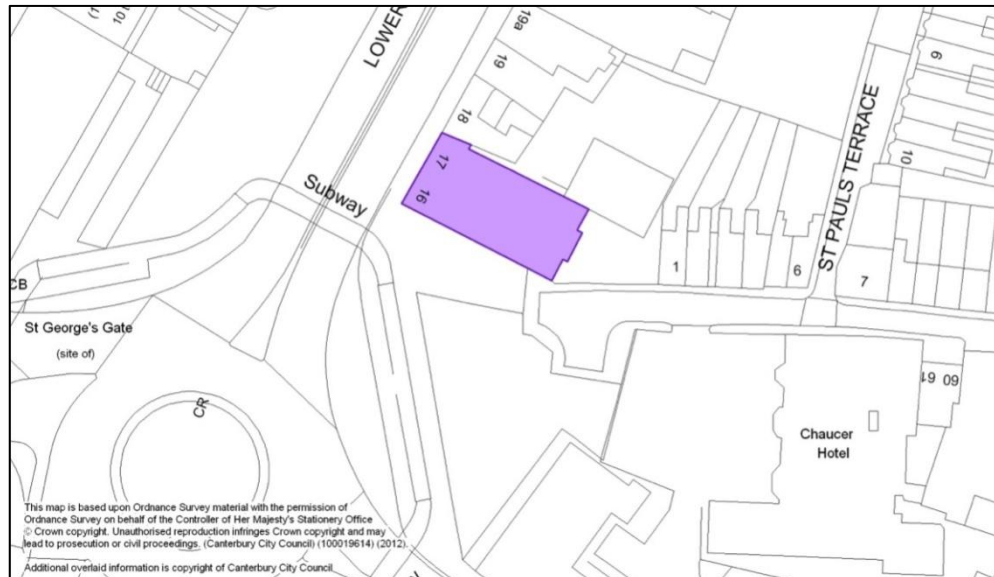 LOWER
19a
19
18
17
16
Subway
ST PAULS TERRACE
9
10
1
6
7
CB
St George's Gate
(site of)
CR
61 60
Chaucer
Hotel
This map is based upon Ordnance Survey material with the permission of
Ordnance Survey on behalf of the Controller of Her Majesty's Stationery Office
© Crown copyright. Unauthorised reproduction infringes Crown copyright and may
lead to prosecution or civil proceedings. (Canterbury City Council) (100019614) (2012)
Additional overlaid information is copyright of Canterbury City Council